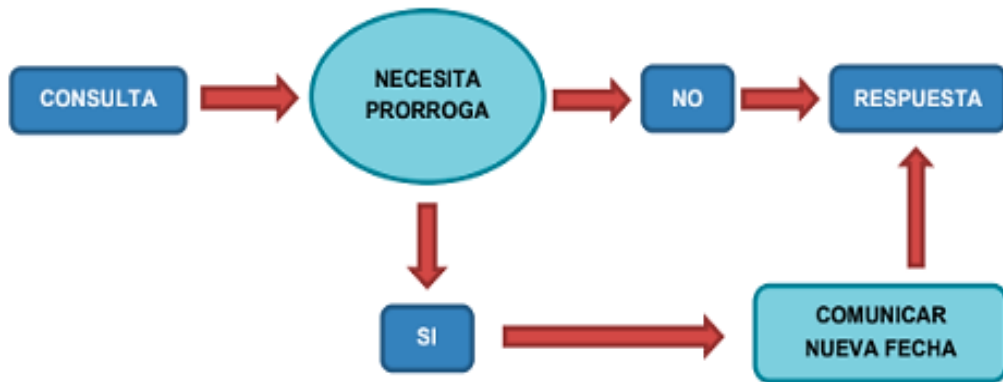 CONSULTA
NECESITA
PRORROGA
NO
RESPUESTA
SI
COMUNICAR
NUEVA FECHA